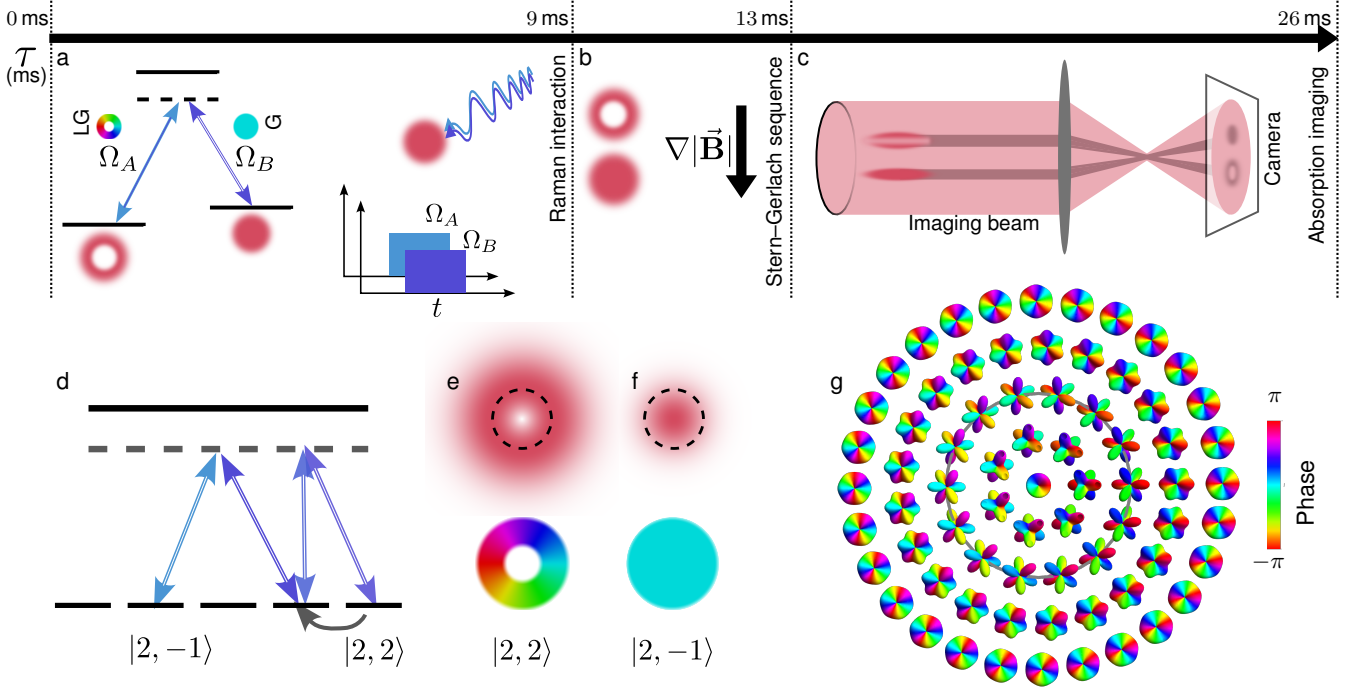 0 ms
9 ms
13 ms
26 ms
τ
(ms)
a
b
c
LG
G
Ω_A
Ω_B
Ω_A
Ω_B
t
Raman interaction
∇|B⃗|
Stern–Gerlach sequence
Imaging beam
Camera
Absorption imaging
d
e
f
g
|2, −1⟩
|2, 2⟩
|2, 2⟩
|2, −1⟩
π
Phase
−π